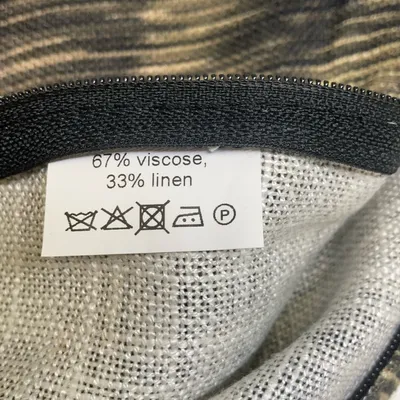 67% viscose,
33% linen
P